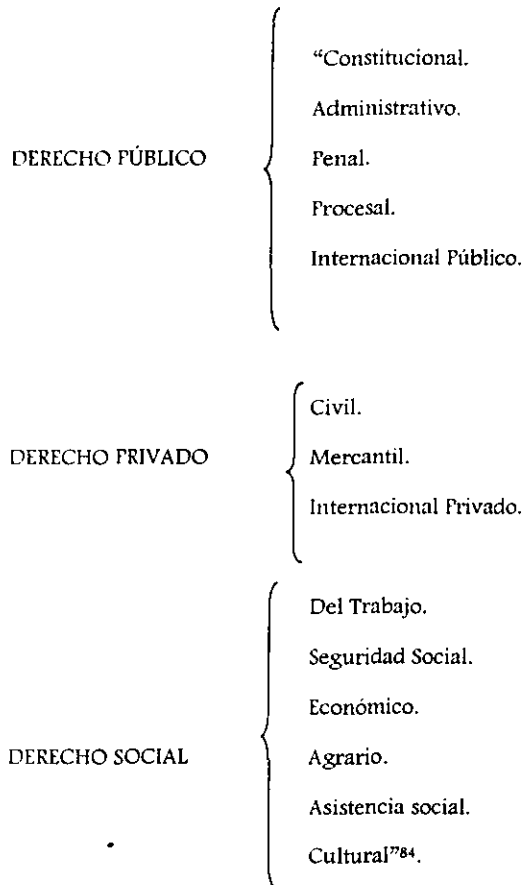 “Constitucional.
Administrativo.
DERECHO PÚBLICO
Penal.
Procesal.
Internacional Público.
Civil.
DERECHO PRIVADO
Mercantil.
Internacional Privado.
Del Trabajo.
Seguridad Social.
Económico.
DERECHO SOCIAL
Agrario.
Asistencia social.
Cultural”84.